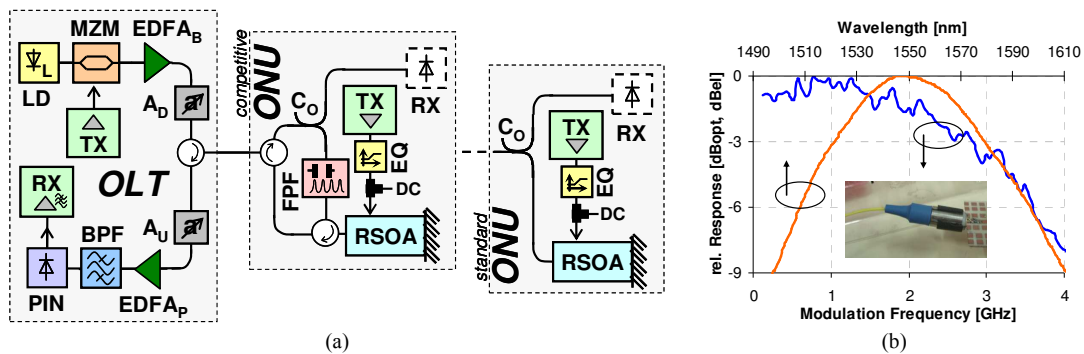 MZM
EDFA_B
LD
L
TX
A_D
a
RX
OLT
a
A_U
BPF
PIN
EDFA_P
competitive
ONU
C_O
TX
RX
EQ
DC
FPF
RSOA
C_O
TX
RX
EQ
DC
standard
ONU
RSOA
(a)
Wavelength [nm]
1490 1510 1530 1550 1570 1590 1610
rel. Response [dBopt, dBel]
0
-3
-6
-9
0 1 2 3 4
Modulation Frequency [GHz]
(b)